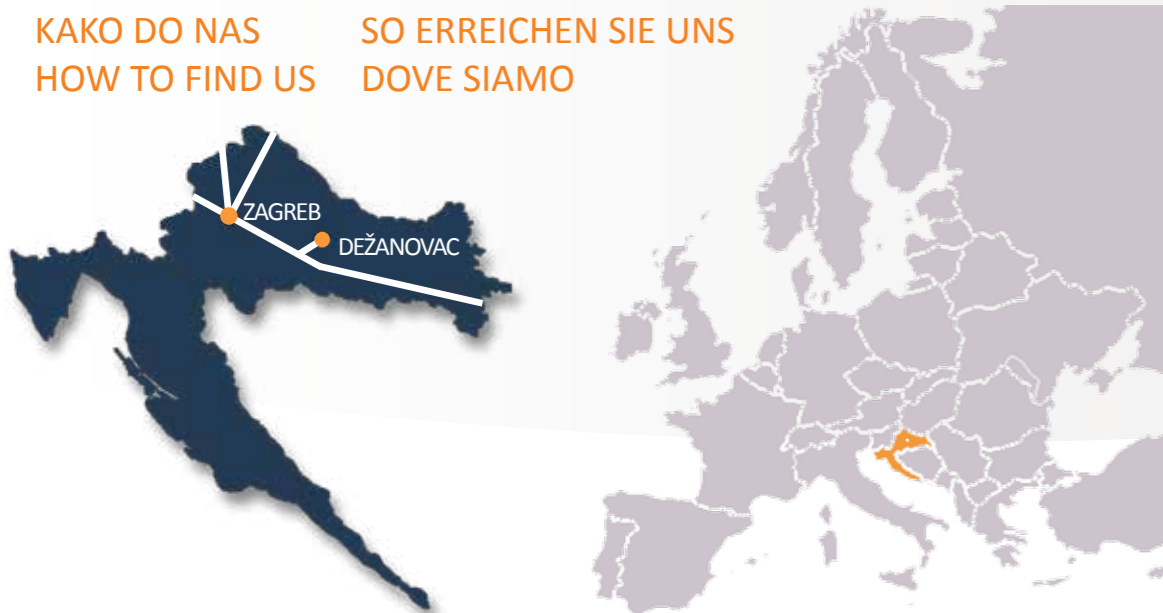 KAKO DO NAS
HOW TO FIND US
SO ERREICHEN SIE UNS
DOVE SIAMO
ZAGREB
DEŽANOVAC